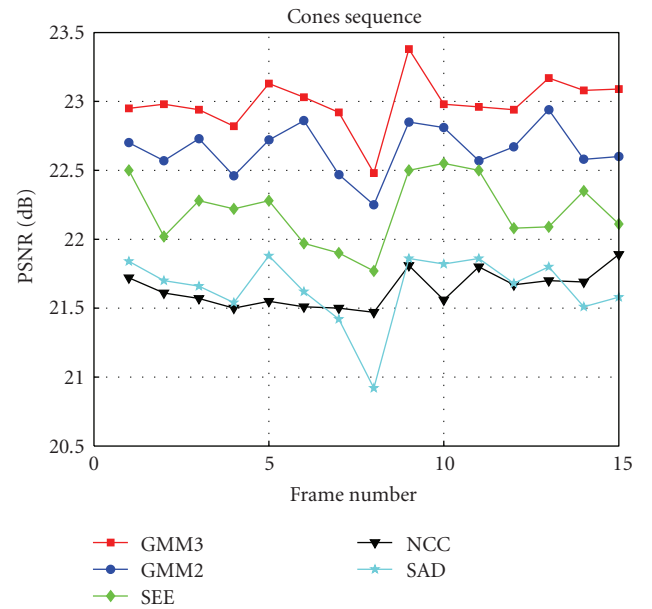 Cones sequence
23.5
23
22.5
22
21.5
21
20.5
PSNR (dB)
0 5 10 15
Frame number
GMM3
GMM2
SEE
NCC
SAD